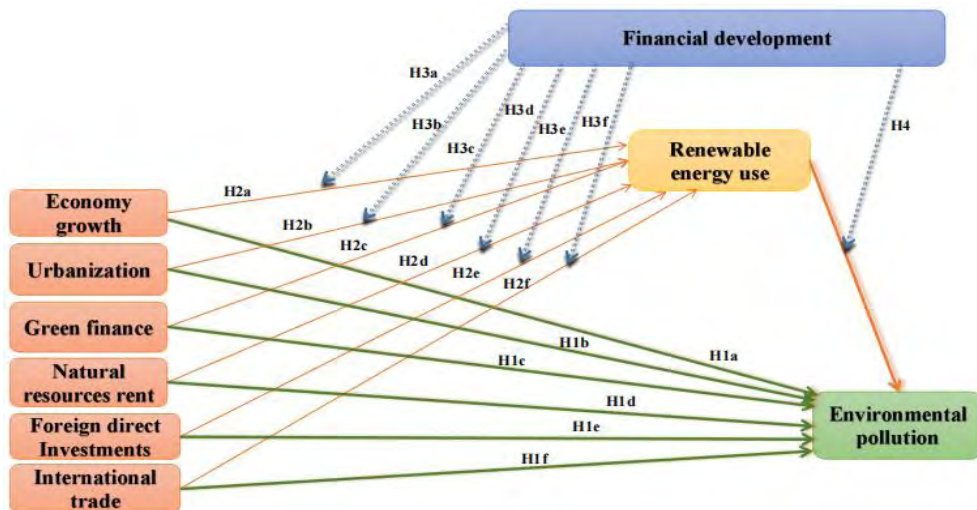 Financial development
H3a
H3b
H3c
H3d
H3e
H3f
H4
Renewable
energy use
H2a
H2b
H2c
H2d
H2e
H2f
Economy
growth
Urbanization
Green finance
Natural
resources rent
Foreign direct
Investments
International
trade
H1a
H1b
H1c
H1d
H1e
H1f
Environmental
pollution